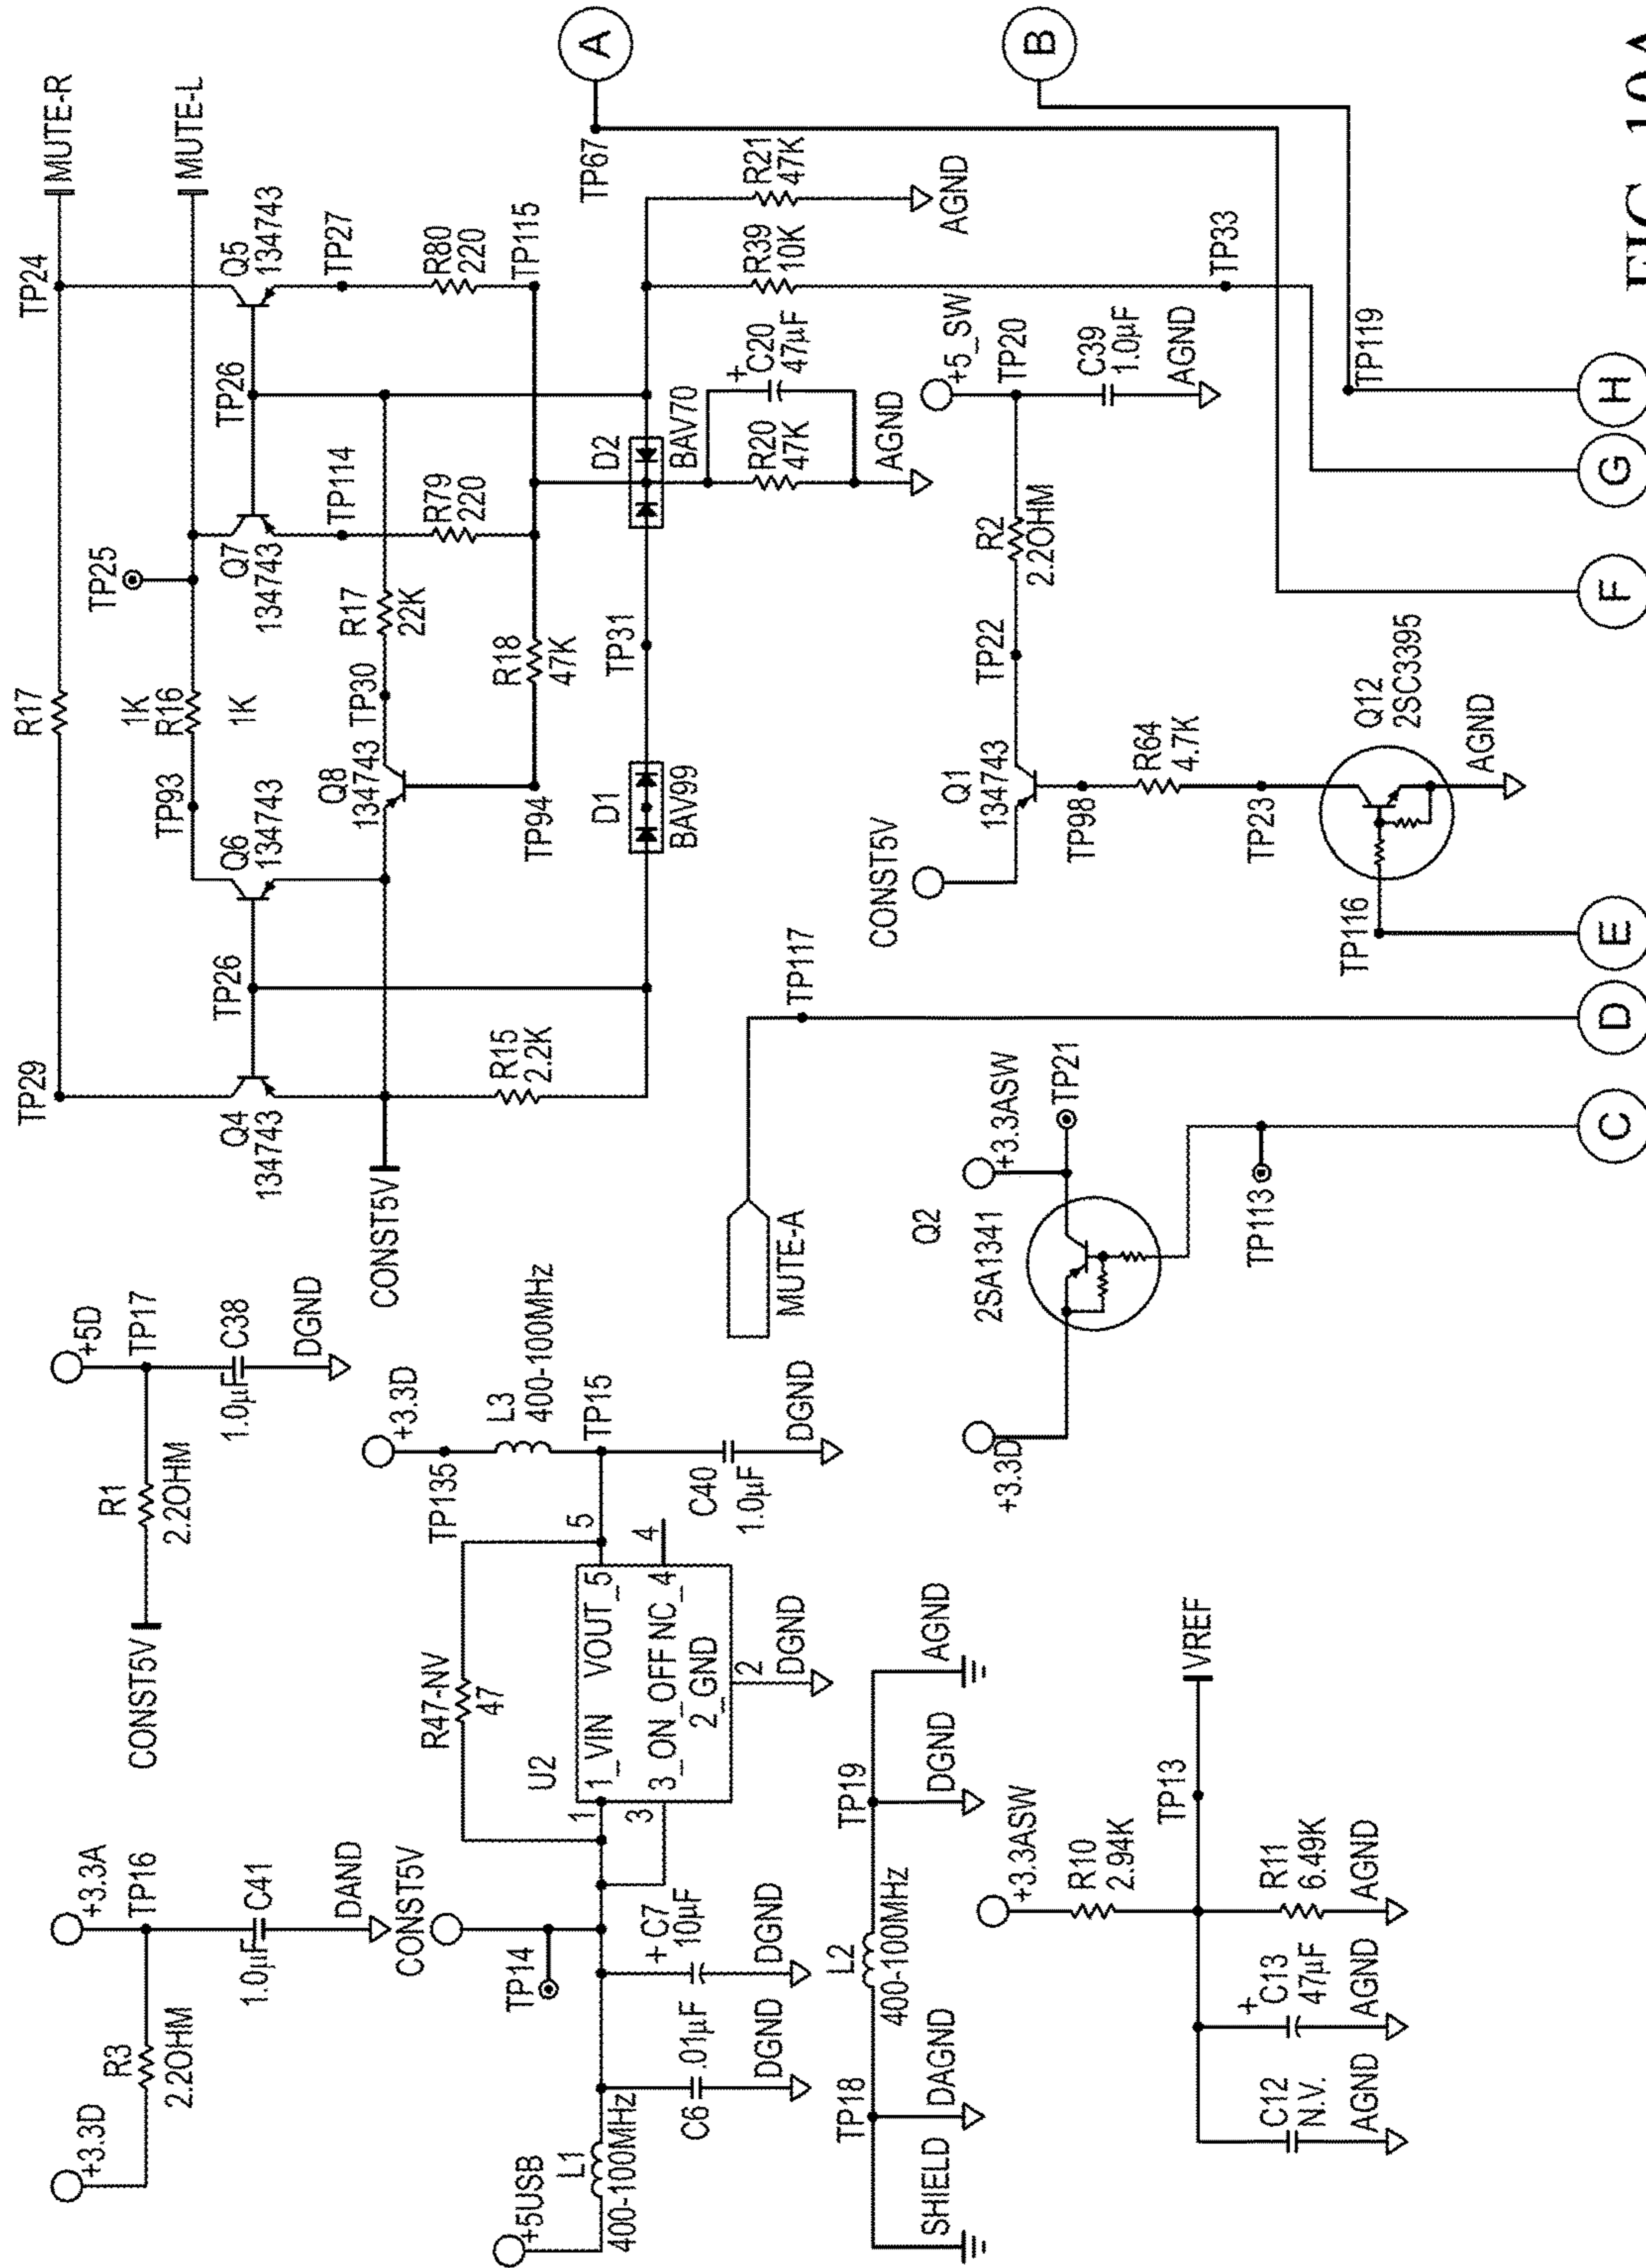 +3.3D
R3
2.2OHM
+3.3A
TP16
1.0µF
C41
DAND
CONST5V
R1
2.2OHM
+5D
TP17
1.0µF
C38
DGND
+5USB
L1
400-100MHz
C6
.01µF
DGND
TP14
CONST5V
+
C7
10µF
DGND
R47-NV
47
U2
1
3
1_VIN
VOUT_5
3_ON_OFF
NC_4
2_GND
5
4
2
DGND
+3.3D
TP135
L3
400-100MHz
TP15
C40
1.0µF
DGND
SHIELD
TP18
DAGND
L2
400-100MHz
TP19
DGND
AGND
C12
N.V.
AGND
+
C13
47µF
AGND
+3.3ASW
R10
2.94K
R11
6.49K
AGND
TP13
VREF
TP29
R17
1K
TP24
MUTE-R
TP93
R16
1K
TP25
MUTE-L
Q4
134743
TP26
Q6
134743
Q7
134743
TP26
Q5
134743
TP114
TP27
CONST5V
Q8
134743
TP30
R17
22K
R79
220
R80
220
TP115
R15
2.2K
TP94
R18
47K
D1
BAV99
TP31
D2
BAV70
R20
47K
+
C20
47µF
AGND
R39
10K
R21
47K
AGND
TP67
A
B
MUTE-A
TP117
CONST5V
Q1
134743
TP22
R2
2.2OHM
+5_SW
TP20
C39
1.0µF
AGND
TP98
R64
4.7K
TP23
Q12
2SC3395
AGND
TP116
+3.3D
Q2
2SA1341
+3.3ASW
TP21
TP113
TP33
TP119
C
D
E
F
G
H